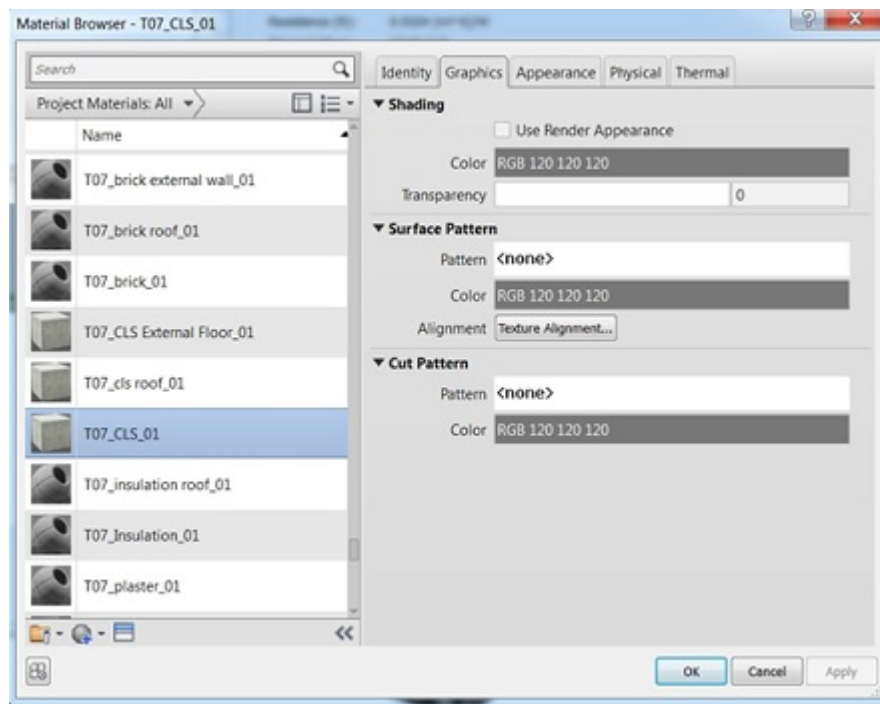 Material Browser - T07_CLS_01
Search
Project Materials: All
Name
T07_brick external wall_01
T07_brick roof_01
T07_brick_01
T07_CLS External Floor_01
T07_cls roof_01
T07_CLS_01
T07_insulation roof_01
T07_Insulation_01
T07_plaster_01
Identity Graphics Appearance Physical Thermal
Shading
Use Render Appearance
Color RGB 120 120 120
Transparency 0
Surface Pattern
Pattern <none>
Color RGB 120 120 120
Alignment Texture Alignment...
Cut Pattern
Pattern <none>
Color RGB 120 120 120
OK Cancel Apply